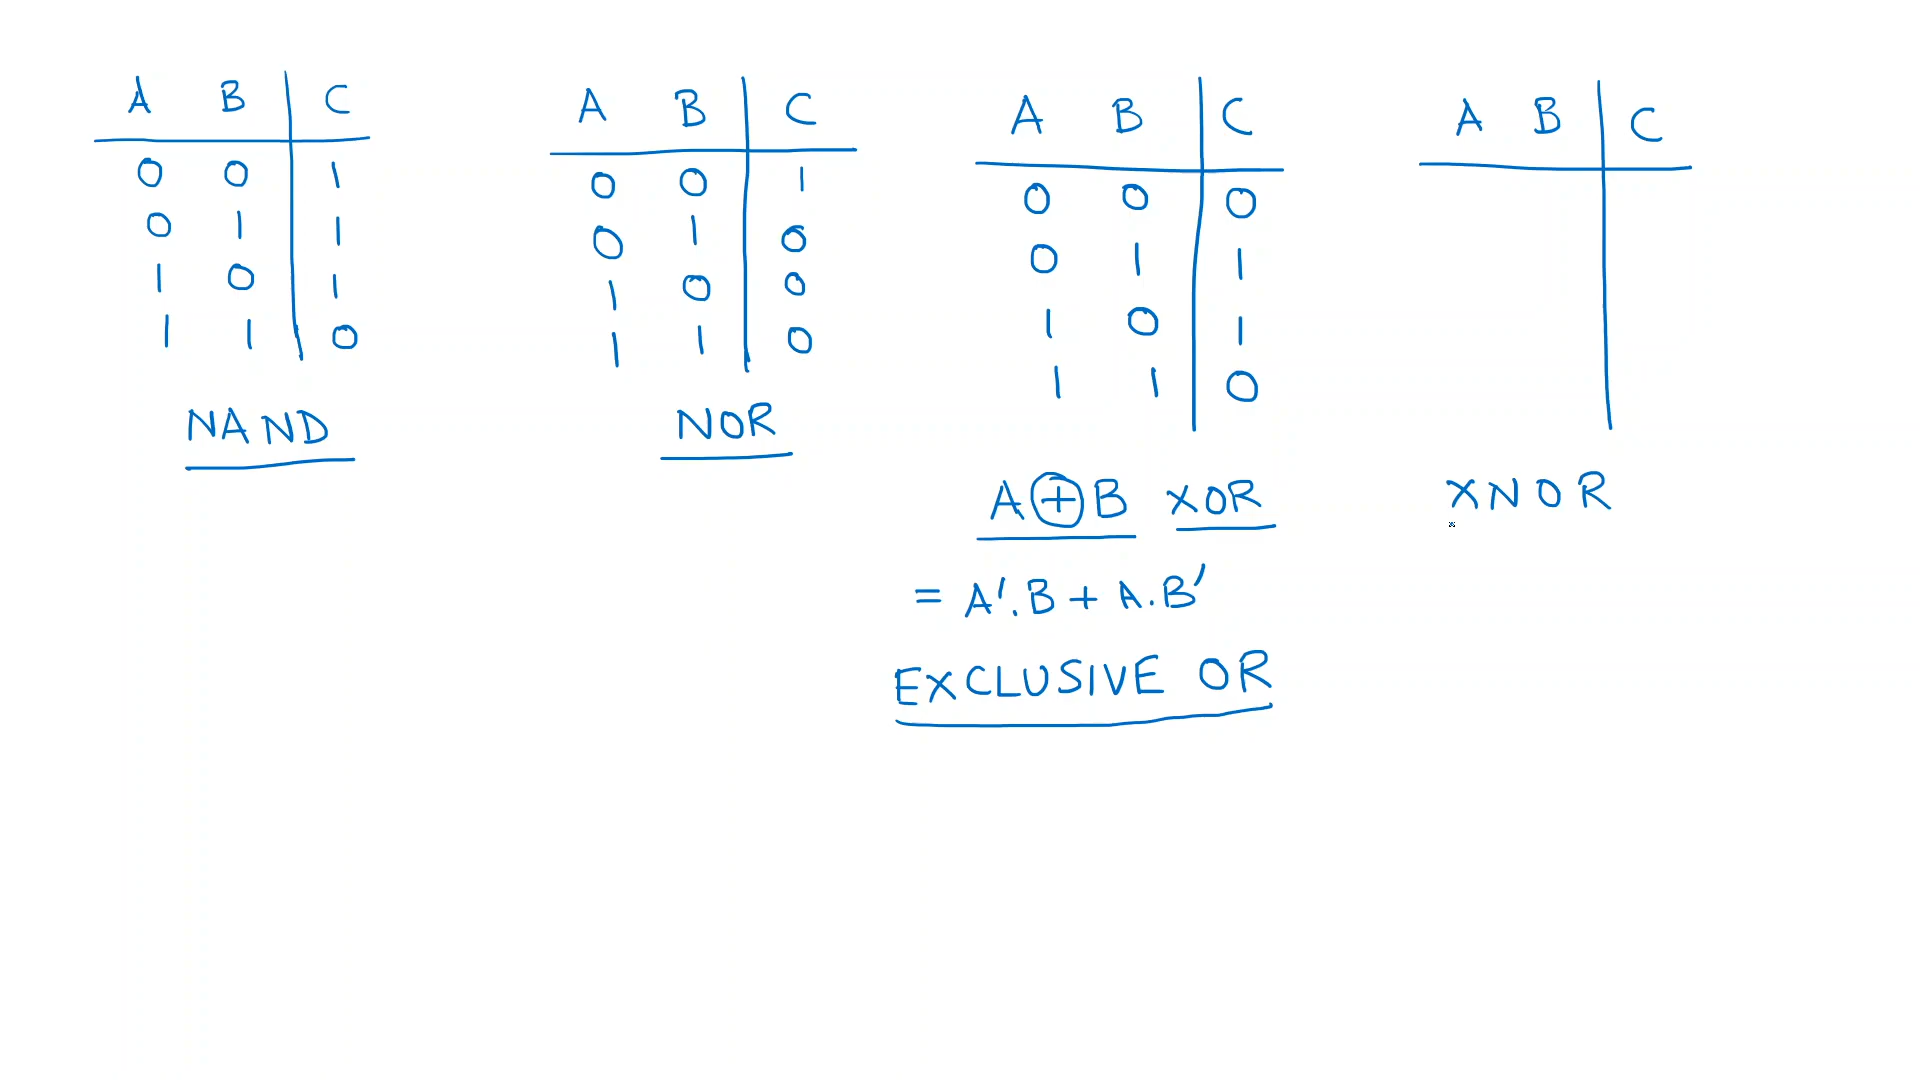 A B C
0 0 1
0 1 1
1 0 1
1 1 0
NAND
A B C
0 0 1
0 1 0
1 0 0
1 1 0
NOR
A B C
0 0 0
0 1 1
1 0 1
1 1 0
A⊕B XOR
= A'.B + A.B'
EXCLUSIVE OR
A B C
XNOR